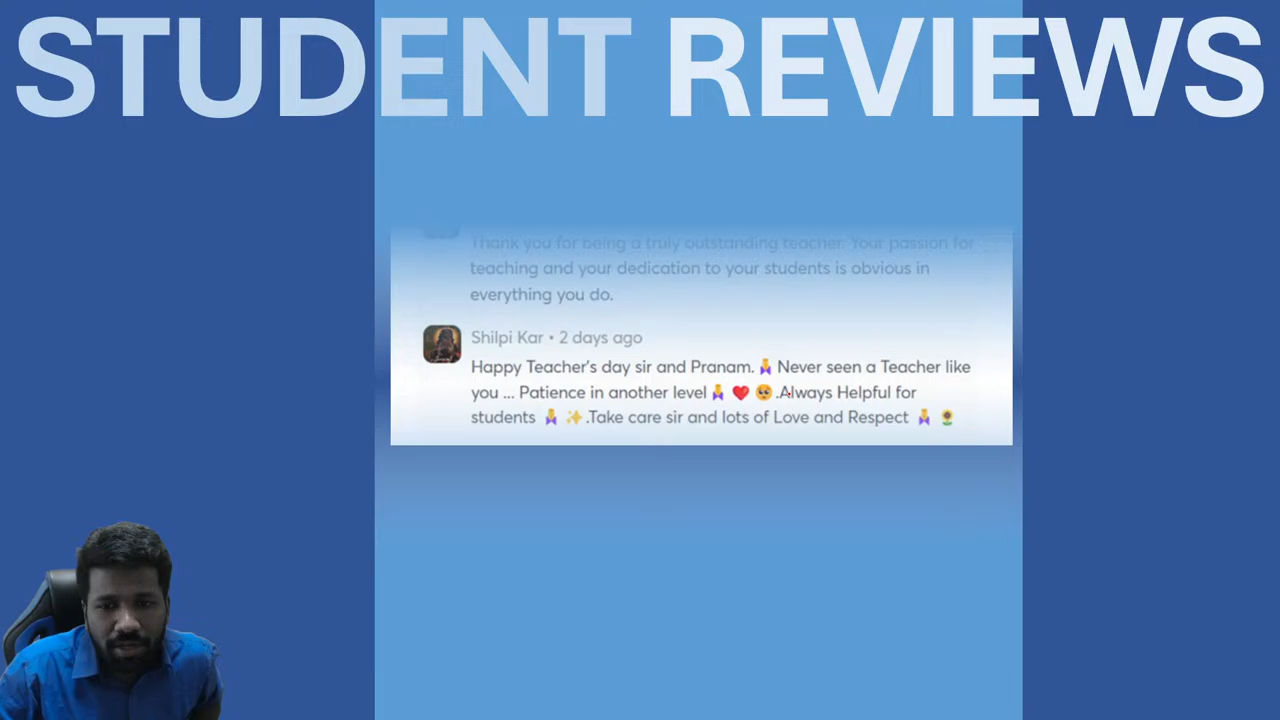 STUDENT REVIEWS
Thank you for being a truly outstanding teacher. Your passion for
teaching and your dedication to your students is obvious in
everything you do.
Shilpi Kar • 2 days ago
Happy Teacher's day sir and Pranam.🧘‍♀️Never seen a Teacher like
you ... Patience in another level🧘‍♀️ ❤️ 🥹.Always Helpful for
students 🧘‍♀️ ✨.Take care sir and lots of Love and Respect 🧘‍♀️ 🌻